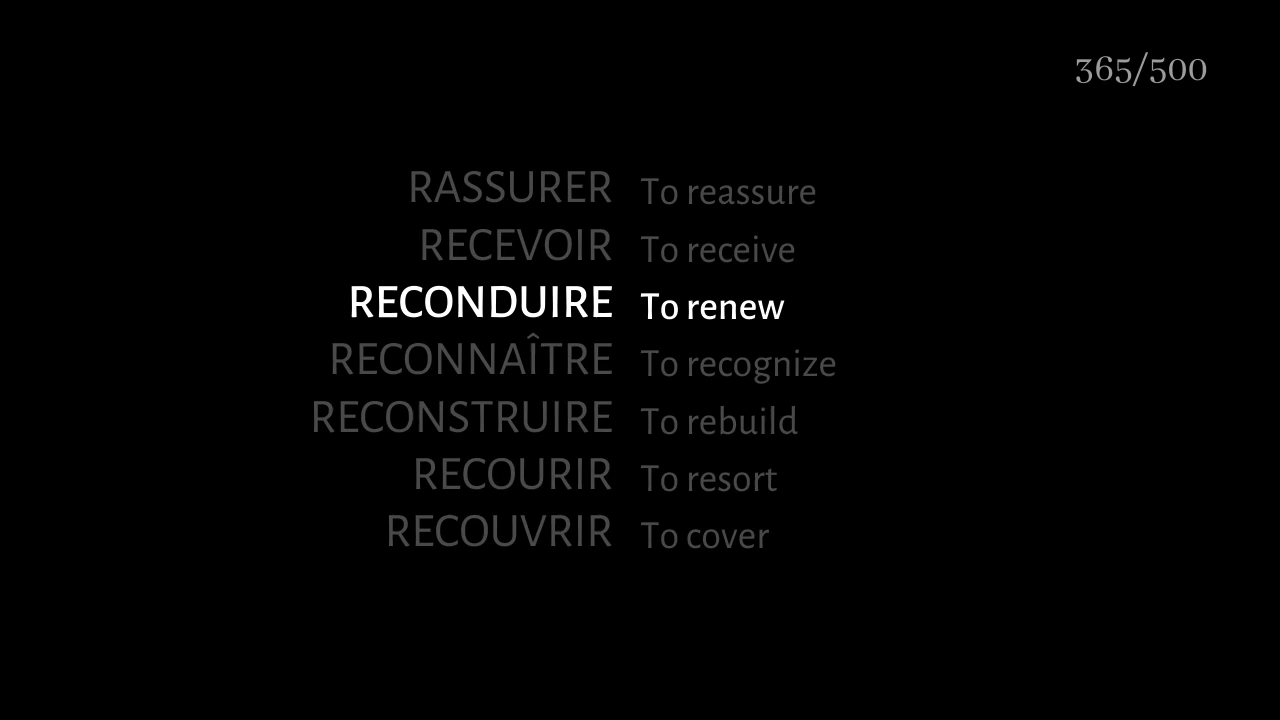 365/500
RASSURER To reassure
RECEVOIR To receive
RECONDUIRE To renew
RECONNAÎTRE To recognize
RECONSTRUIRE To rebuild
RECOURIR To resort
RECOUVRIR To cover